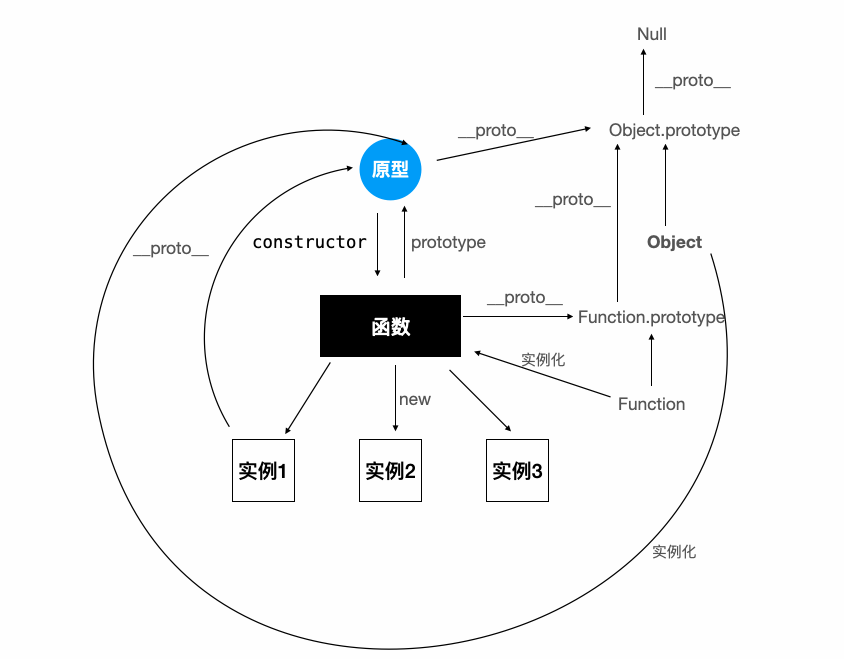 Null
__proto__
__proto__
Object.prototype
原型
__proto__
__proto__
constructor
prototype
Object
__proto__
函数
Function.prototype
实例化
new
Function
实例1
实例2
实例3
实例化